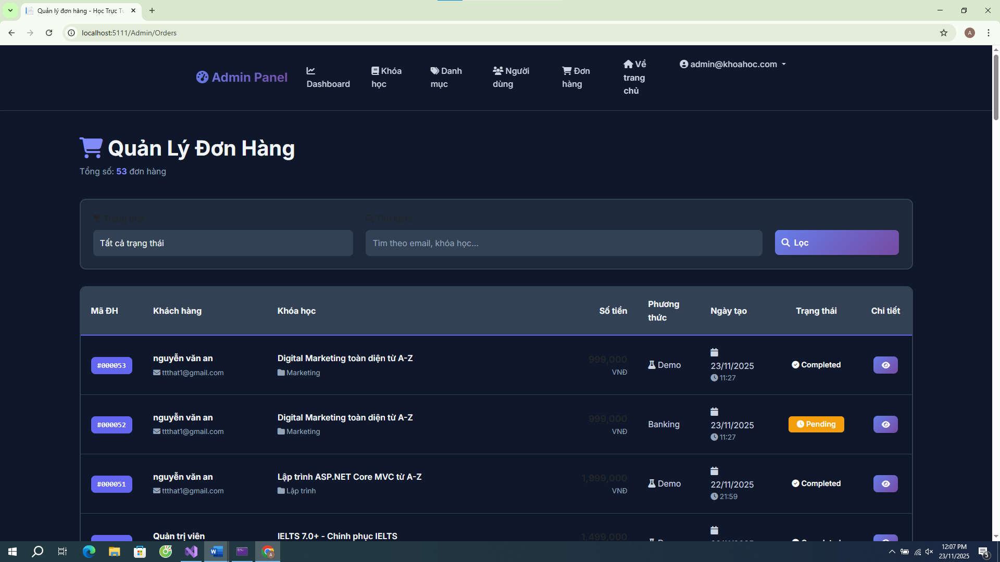 Quản lý đơn hàng - Học Trực Tu
localhost:5111/Admin/Orders
A
Admin Panel
Dashboard
Khóa học
Danh mục
Người dùng
Đơn hàng
Về trang chủ
admin@khoahoc.com
Quản Lý Đơn Hàng
Tổng số: 53 đơn hàng
Trạng thái
Tìm kiếm
Tất cả trạng thái
Tìm theo email, khóa học...
Lọc
Mã ĐH Khách hàng Khóa học Số tiền Phương thức Ngày tạo Trạng thái Chi tiết
#000053
nguyễn văn an
ttthat1@gmail.com
Digital Marketing toàn diện từ A-Z
Marketing
999,000
VNĐ
Demo
23/11/2025
11:27
Completed
#000052
nguyễn văn an
ttthat1@gmail.com
Digital Marketing toàn diện từ A-Z
Marketing
999,000
VNĐ
Banking
23/11/2025
11:27
Pending
#000051
nguyễn văn an
ttthat1@gmail.com
Lập trình ASP.NET Core MVC từ A-Z
Lập trình
1,999,000
VNĐ
Demo
22/11/2025
21:59
Completed
Quản trị viên
IELTS 7.0+ - Chinh phục IELTS
1,499,000
12:07 PM
23/11/2025
5